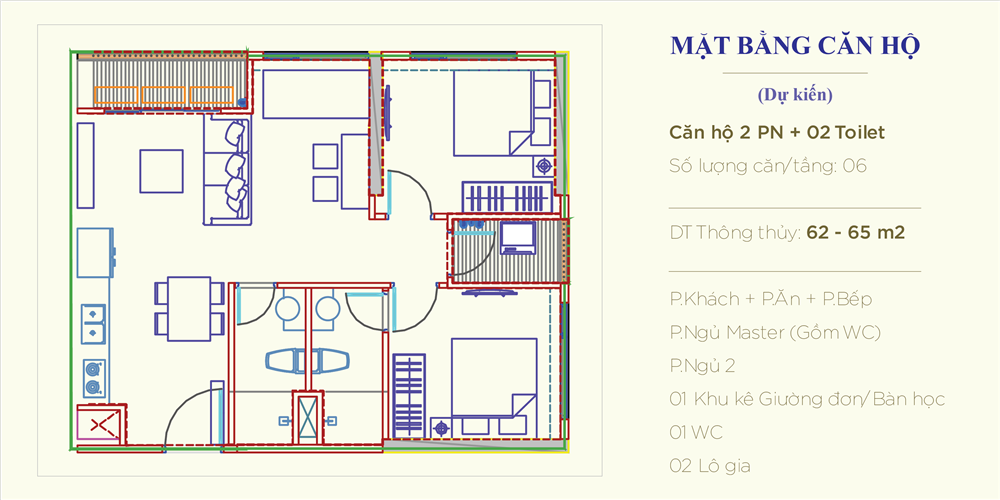 MẶT BẰNG CĂN HỘ
(Dự kiến)
Căn hộ 2 PN + 02 Toilet
Số lượng căn/tầng: 06
DT Thông thủy: 62 - 65 m2
P.Khách + P.Ăn + P.Bếp
P.Ngủ Master (Gồm WC)
P.Ngủ 2
01 Khu kê Giường đơn/Bàn học
01 WC
02 Lô gia